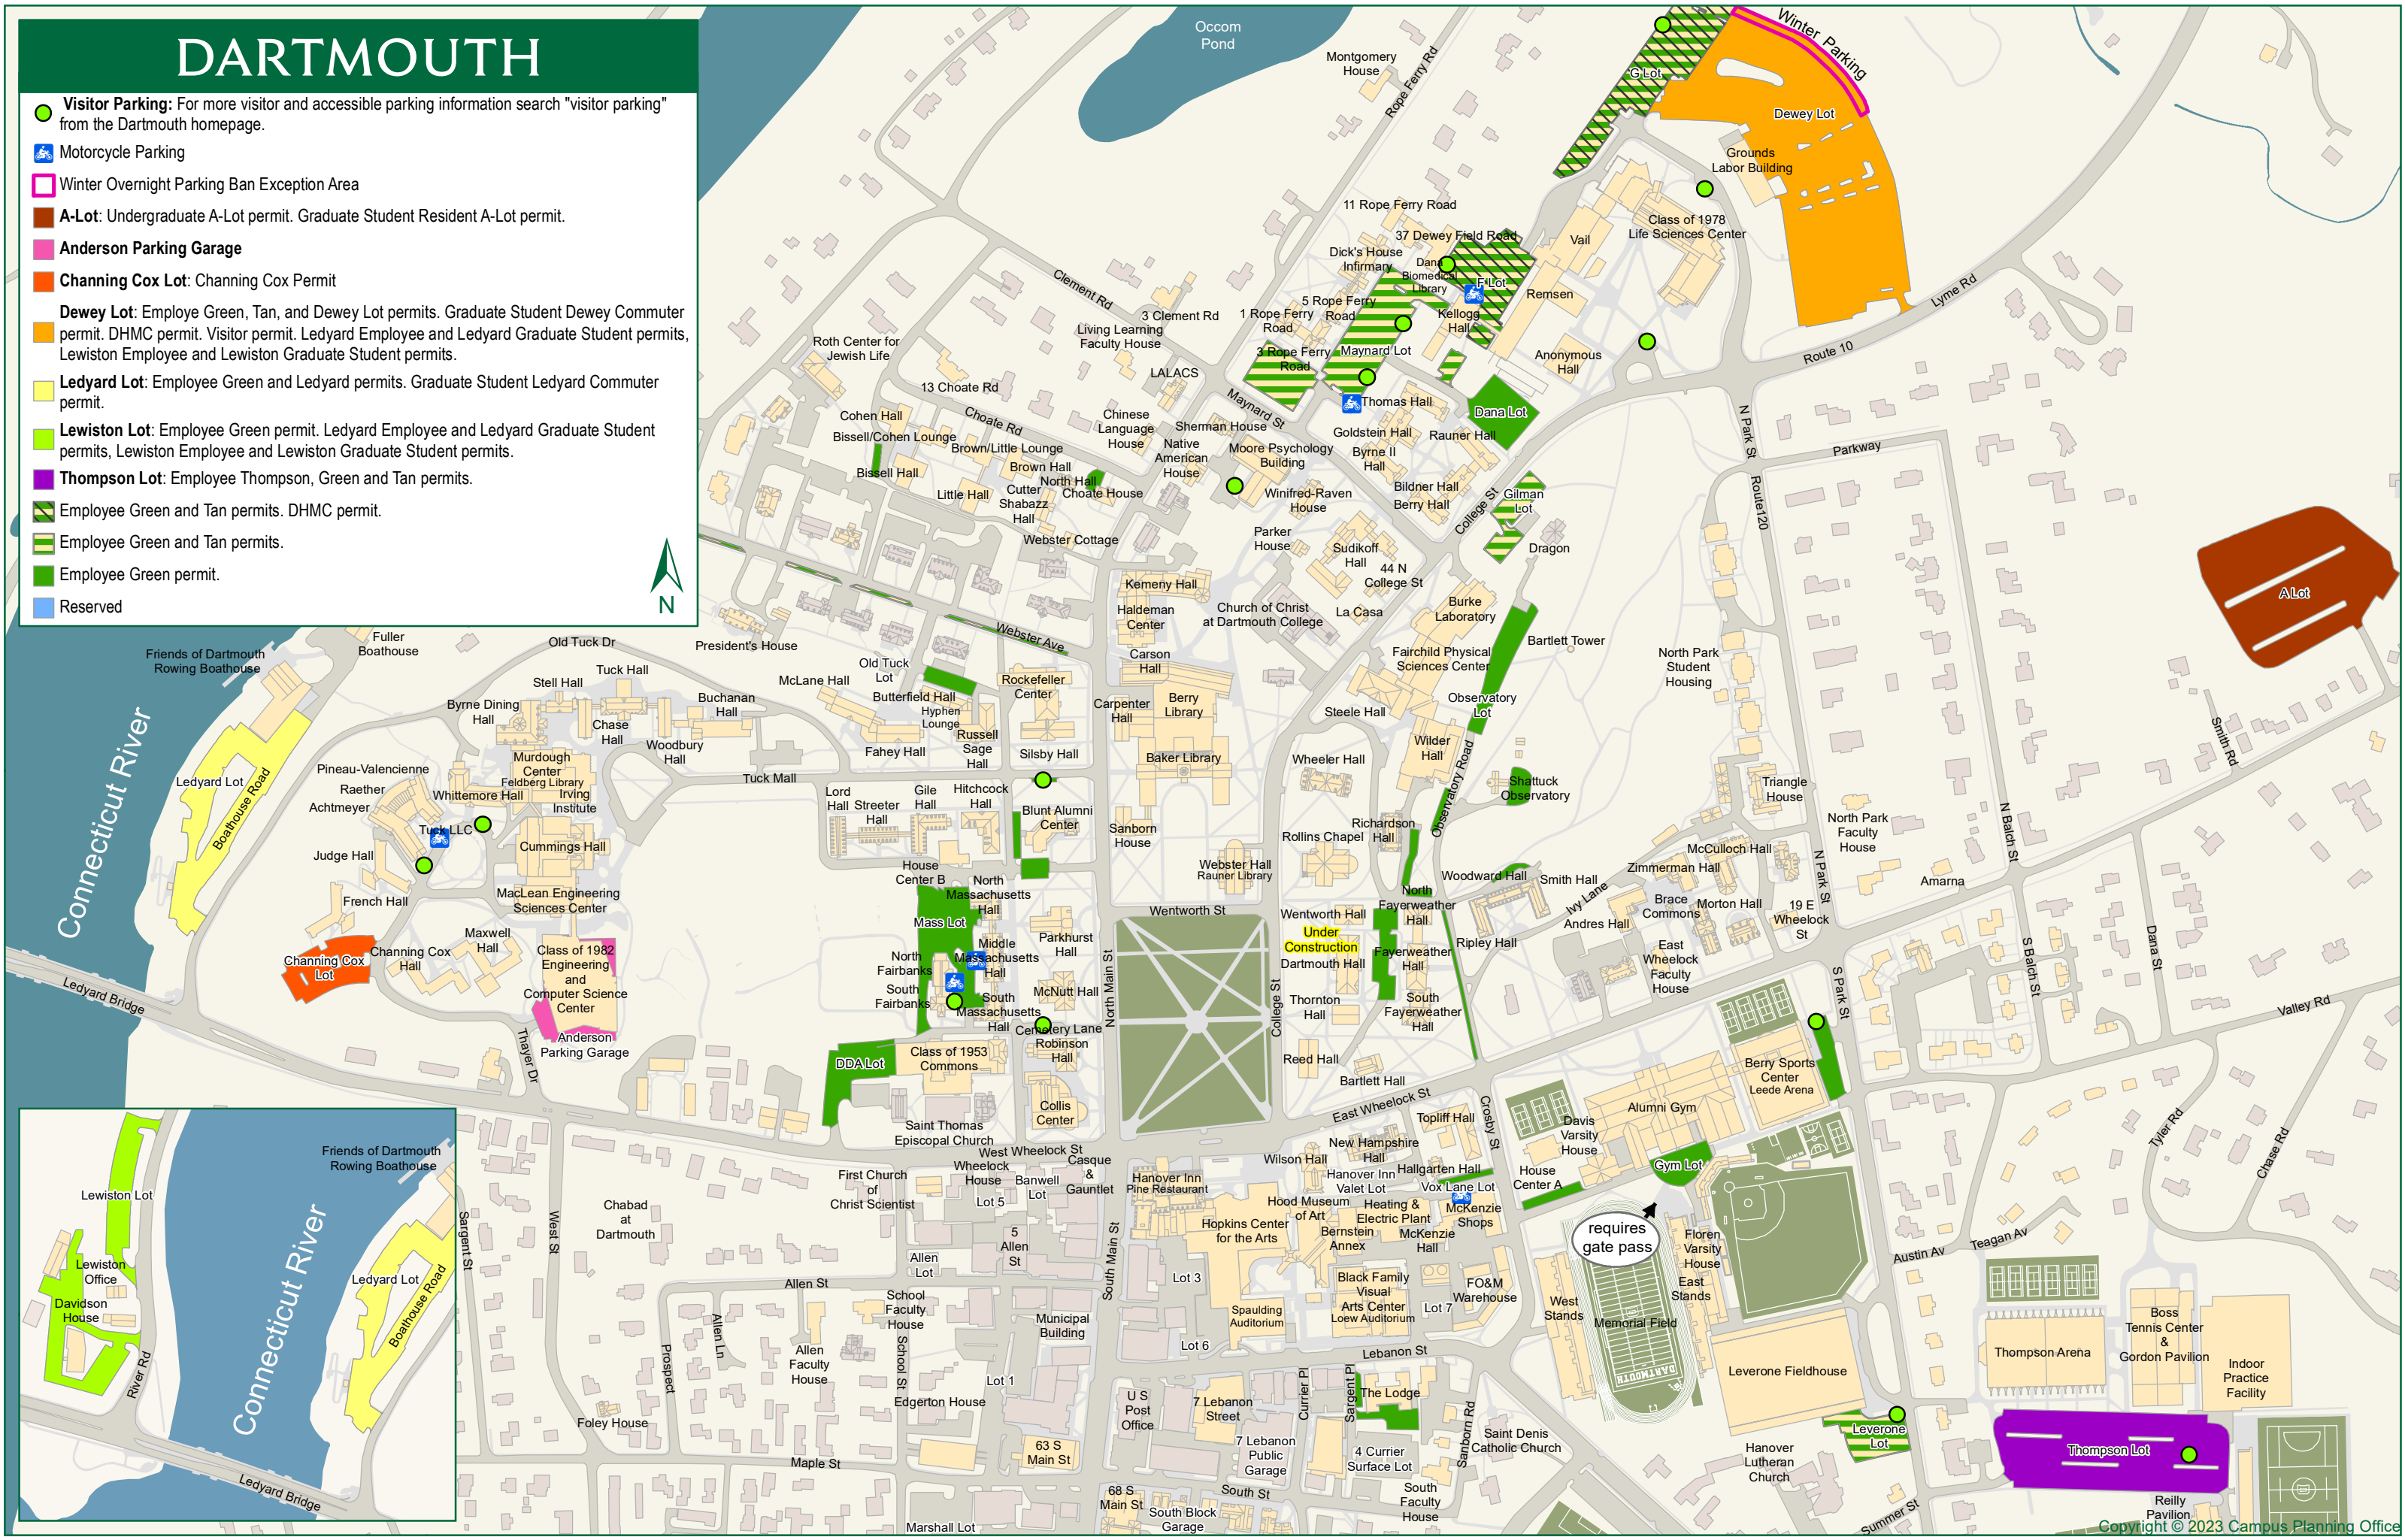 DARTMOUTH
Visitor Parking: For more visitor and accessible parking information search "visitor parking"
from the Dartmouth homepage.
Motorcycle Parking
Winter Overnight Parking Ban Exception Area
A-Lot: Undergraduate A-Lot permit. Graduate Student Resident A-Lot permit.
Anderson Parking Garage
Channing Cox Lot: Channing Cox Permit
Dewey Lot: Employe Green, Tan, and Dewey Lot permits. Graduate Student Dewey Commuter
permit. DHMC permit. Visitor permit. Ledyard Employee and Ledyard Graduate Student permits,
Lewiston Employee and Lewiston Graduate Student permits.
Ledyard Lot: Employee Green and Ledyard permits. Graduate Student Ledyard Commuter
permit.
Lewiston Lot: Employee Green permit. Ledyard Employee and Ledyard Graduate Student
permits, Lewiston Employee and Lewiston Graduate Student permits.
Thompson Lot: Employee Thompson, Green and Tan permits.
Employee Green and Tan permits. DHMC permit.
Employee Green and Tan permits.
Employee Green permit.
Reserved
N
Occom
Pond
Montgomery
House
Rope Ferry Rd
G Lot
Winter Parking
Dewey Lot
Grounds
Labor Building
11 Rope Ferry Road
37 Dewey Field Road
Class of 1978
Life Sciences Center
Vail
Dick's House
Infirmary
Dana
Biomedical
Library
F Lot
Remsen
5 Rope Ferry
Road
1 Rope Ferry
Road
Kellogg
Hall
3 Rope Ferry
Road
Maynard Lot
Anonymous
Hall
Lyme Rd
Route 10
Clement Rd
3 Clement Rd
Living Learning
Faculty House
Roth Center for
Jewish Life
LALACS
13 Choate Rd
Maynard St
Thomas Hall
Dana Lot
Cohen Hall
Choate Rd
Chinese
Language
House
Sherman House
Goldstein Hall
Rauner Hall
N Park St
Bissell/Cohen Lounge
Brown/Little Lounge
Native
American
House
Moore Psychology
Building
Byrne II
Hall
Parkway
Bissell Hall
Brown Hall
North Hall
Choate House
Little Hall
Cutter
Shabazz
Hall
Winifred-Raven
House
Bildner Hall
Berry Hall
College St
Gilman
Lot
Route120
Webster Cottage
Parker
House
Sudikoff
Hall
Dragon
44 N
College St
Kemeny Hall
Haldeman
Center
Church of Christ
at Dartmouth College
La Casa
Burke
Laboratory
A Lot
Fuller
Boathouse
Friends of Dartmouth
Rowing Boathouse
Old Tuck Dr
President's House
Webster Ave
Carson
Hall
Bartlett Tower
Fairchild Physical
Sciences Center
North Park
Student
Housing
Tuck Hall
Stell Hall
McLane Hall
Old Tuck
Lot
Rockefeller
Center
Butterfield Hall
Hyphen
Lounge
Buchanan
Hall
Byrne Dining
Hall
Carpenter
Hall
Berry
Library
Observatory
Lot
Steele Hall
Chase
Hall
Woodbury
Hall
Fahey Hall
Russell
Sage
Hall
Silsby Hall
Baker Library
Wilder
Hall
Smith Rd
Connecticut River
Ledyard Lot
Boathouse Road
Pineau-Valencienne
Raether
Achtmeyer
Murdough
Center
Feldberg Library
Whittemore Hall
Irving
Institute
Tuck Mall
Wheeler Hall
Shattuck
Observatory
Observatory Road
Triangle
House
Lord
Hall
Streeter
Hall
Gile
Hall
Hitchcock
Hall
Blunt Alumni
Center
Sanborn
House
Richardson
Hall
Rollins Chapel
North Park
Faculty
House
N Balch St
Tuck LLC
Cummings Hall
Judge Hall
House
Center B
Webster Hall
Rauner Library
McCulloch Hall
Zimmerman Hall
N Park St
Amarna
MacLean Engineering
Sciences Center
French Hall
North
Massachusetts
Hall
Mass Lot
Wentworth St
Woodward Hall
Smith Hall
Ivy Lane
North
Fayerweather
Hall
Wentworth Hall
Under
Construction
Dartmouth Hall
Brace
Commons
Morton Hall
Andres Hall
19 E
Wheelock
St
Ripley Hall
Dana St
Channing Cox
Lot
Channing Cox
Hall
Maxwell
Hall
Class of 1982
Engineering
and
Computer Science
Center
Anderson
Parking Garage
Middle
Massachusetts
Hall
North
Fairbanks
South
Fairbanks
Parkhurst
Hall
McNutt Hall
South
Massachusetts
Hall
North Main St
College St
Fayerweather
Hall
Thornton
Hall
South
Fayerweather
Hall
East
Wheelock
Faculty
House
S Park St
S Balch St
Valley Rd
Ledyard Bridge
Thayer Dr
Cemetery Lane
Robinson
Hall
DDA Lot
Class of 1953
Commons
Reed Hall
Bartlett Hall
Berry Sports
Center
Leede Arena
Collis
Center
East Wheelock St
Topliff Hall
Crosby St
Davis
Varsity
House
Alumni Gym
Saint Thomas
Episcopal Church
West Wheelock St
New Hampshire
Hall
Wilson Hall
Hallgarten Hall
Gym Lot
Tyler Rd
Chase Rd
Wheelock
House
Casque
&
Gauntlet
First Church
of
Christ Scientist
Banwell
Lot
Lot 5
Hanover Inn
Pine Restaurant
Hanover Inn
Valet Lot
Vox Lane Lot
House
Center A
Hood Museum
of Art
Heating &
Electric Plant
McKenzie
Shops
Bernstein
Annex
McKenzie
Hall
requires
gate pass
Floren
Varsity
House
Chabad
at
Dartmouth
Hopkins Center
for the Arts
5
Allen
St
Allen
Lot
South Main St
Lot 3
Allen St
School
Faculty
House
Black Family
Visual
Arts Center
Loew Auditorium
FO&M
Warehouse
Lot 7
West
Stands
East
Stands
Memorial Field
DARTMOUTH
Austin Av
Teagan Av
Spaulding
Auditorium
Municipal
Building
Lot 6
Lebanon St
Boss
Tennis Center
&
Gordon Pavilion
Thompson Arena
Indoor
Practice
Facility
Leverone Fieldhouse
Sargent St
West St
Prospect
Allen Ln
Allen
Faculty
House
School St
Lot 1
Edgerton House
Foley House
U S
Post
Office
7 Lebanon
Street
Currier Pl
Sargent Pl
The Lodge
Sanborn Rd
Saint Denis
Catholic Church
Leverone
Lot
Thompson Lot
Hanover
Lutheran
Church
63 S
Main St
7 Lebanon
Public
Garage
4 Currier
Surface Lot
Maple St
68 S
Main St
South St
South
Faculty
House
South Block
Garage
Marshall Lot
Summer St
Reilly
Pavilion
Friends of Dartmouth
Rowing Boathouse
Lewiston Lot
Lewiston
Office
Davidson
House
Ledyard Lot
Boathouse Road
Connecticut River
River Rd
Ledyard Bridge
Copyright © 2023 Campus Planning Office